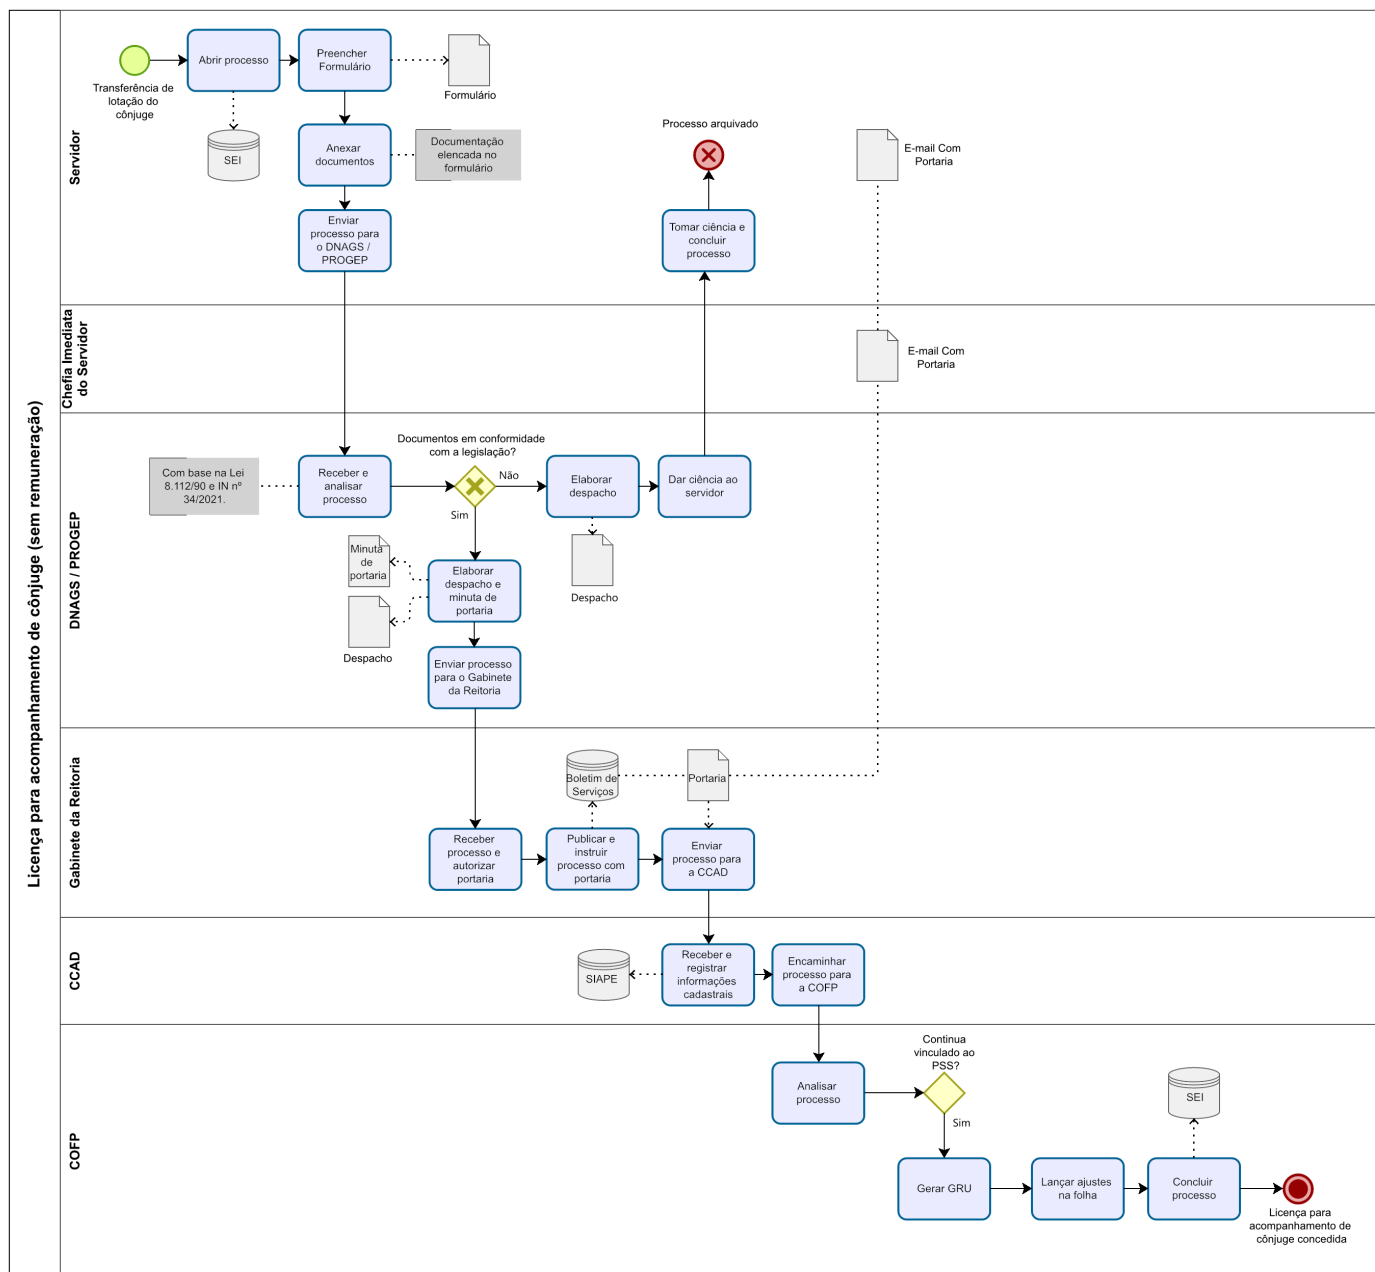 Licença para acompanhamento de cônjuge (sem remuneração)
Servidor
Transferência de
lotação do
cônjuge
Abrir processo
SEI
Preencher
Formulário
Formulário
Anexar
documentos
Documentação
elencada no
formulário
Enviar
processo para
o DNAGS /
PROGEP
Processo arquivado
Tomar ciência e
concluir
processo
E-mail Com
Portaria
Chefia Imediata
do Servidor
E-mail Com
Portaria
DNAGS / PROGEP
Com base na Lei
8.112/90 e IN nº
34/2021.
Receber e
analisar
processo
Documentos em conformidade
com a legislação?
Não
Sim
Elaborar
despacho
Despacho
Dar ciência ao
servidor
Minuta
de
portaria
Despacho
Elaborar
despacho e
minuta de
portaria
Enviar processo
para o Gabinete
da Reitoria
Gabinete da Reitoria
Boletim de
Serviços
Portaria
Receber
processo e
autorizar
portaria
Publicar e
instruir
processo com
portaria
Enviar
processo para
a CCAD
CCAD
SIAPE
Receber e
registrar
informações
cadastrais
Encaminhar
processo para
a COFP
COFP
Analisar
processo
Continua
vinculado ao
PSS?
Sim
Gerar GRU
Lançar ajustes
na folha
SEI
Concluir
processo
Licença para
acompanhamento de
cônjuge concedida